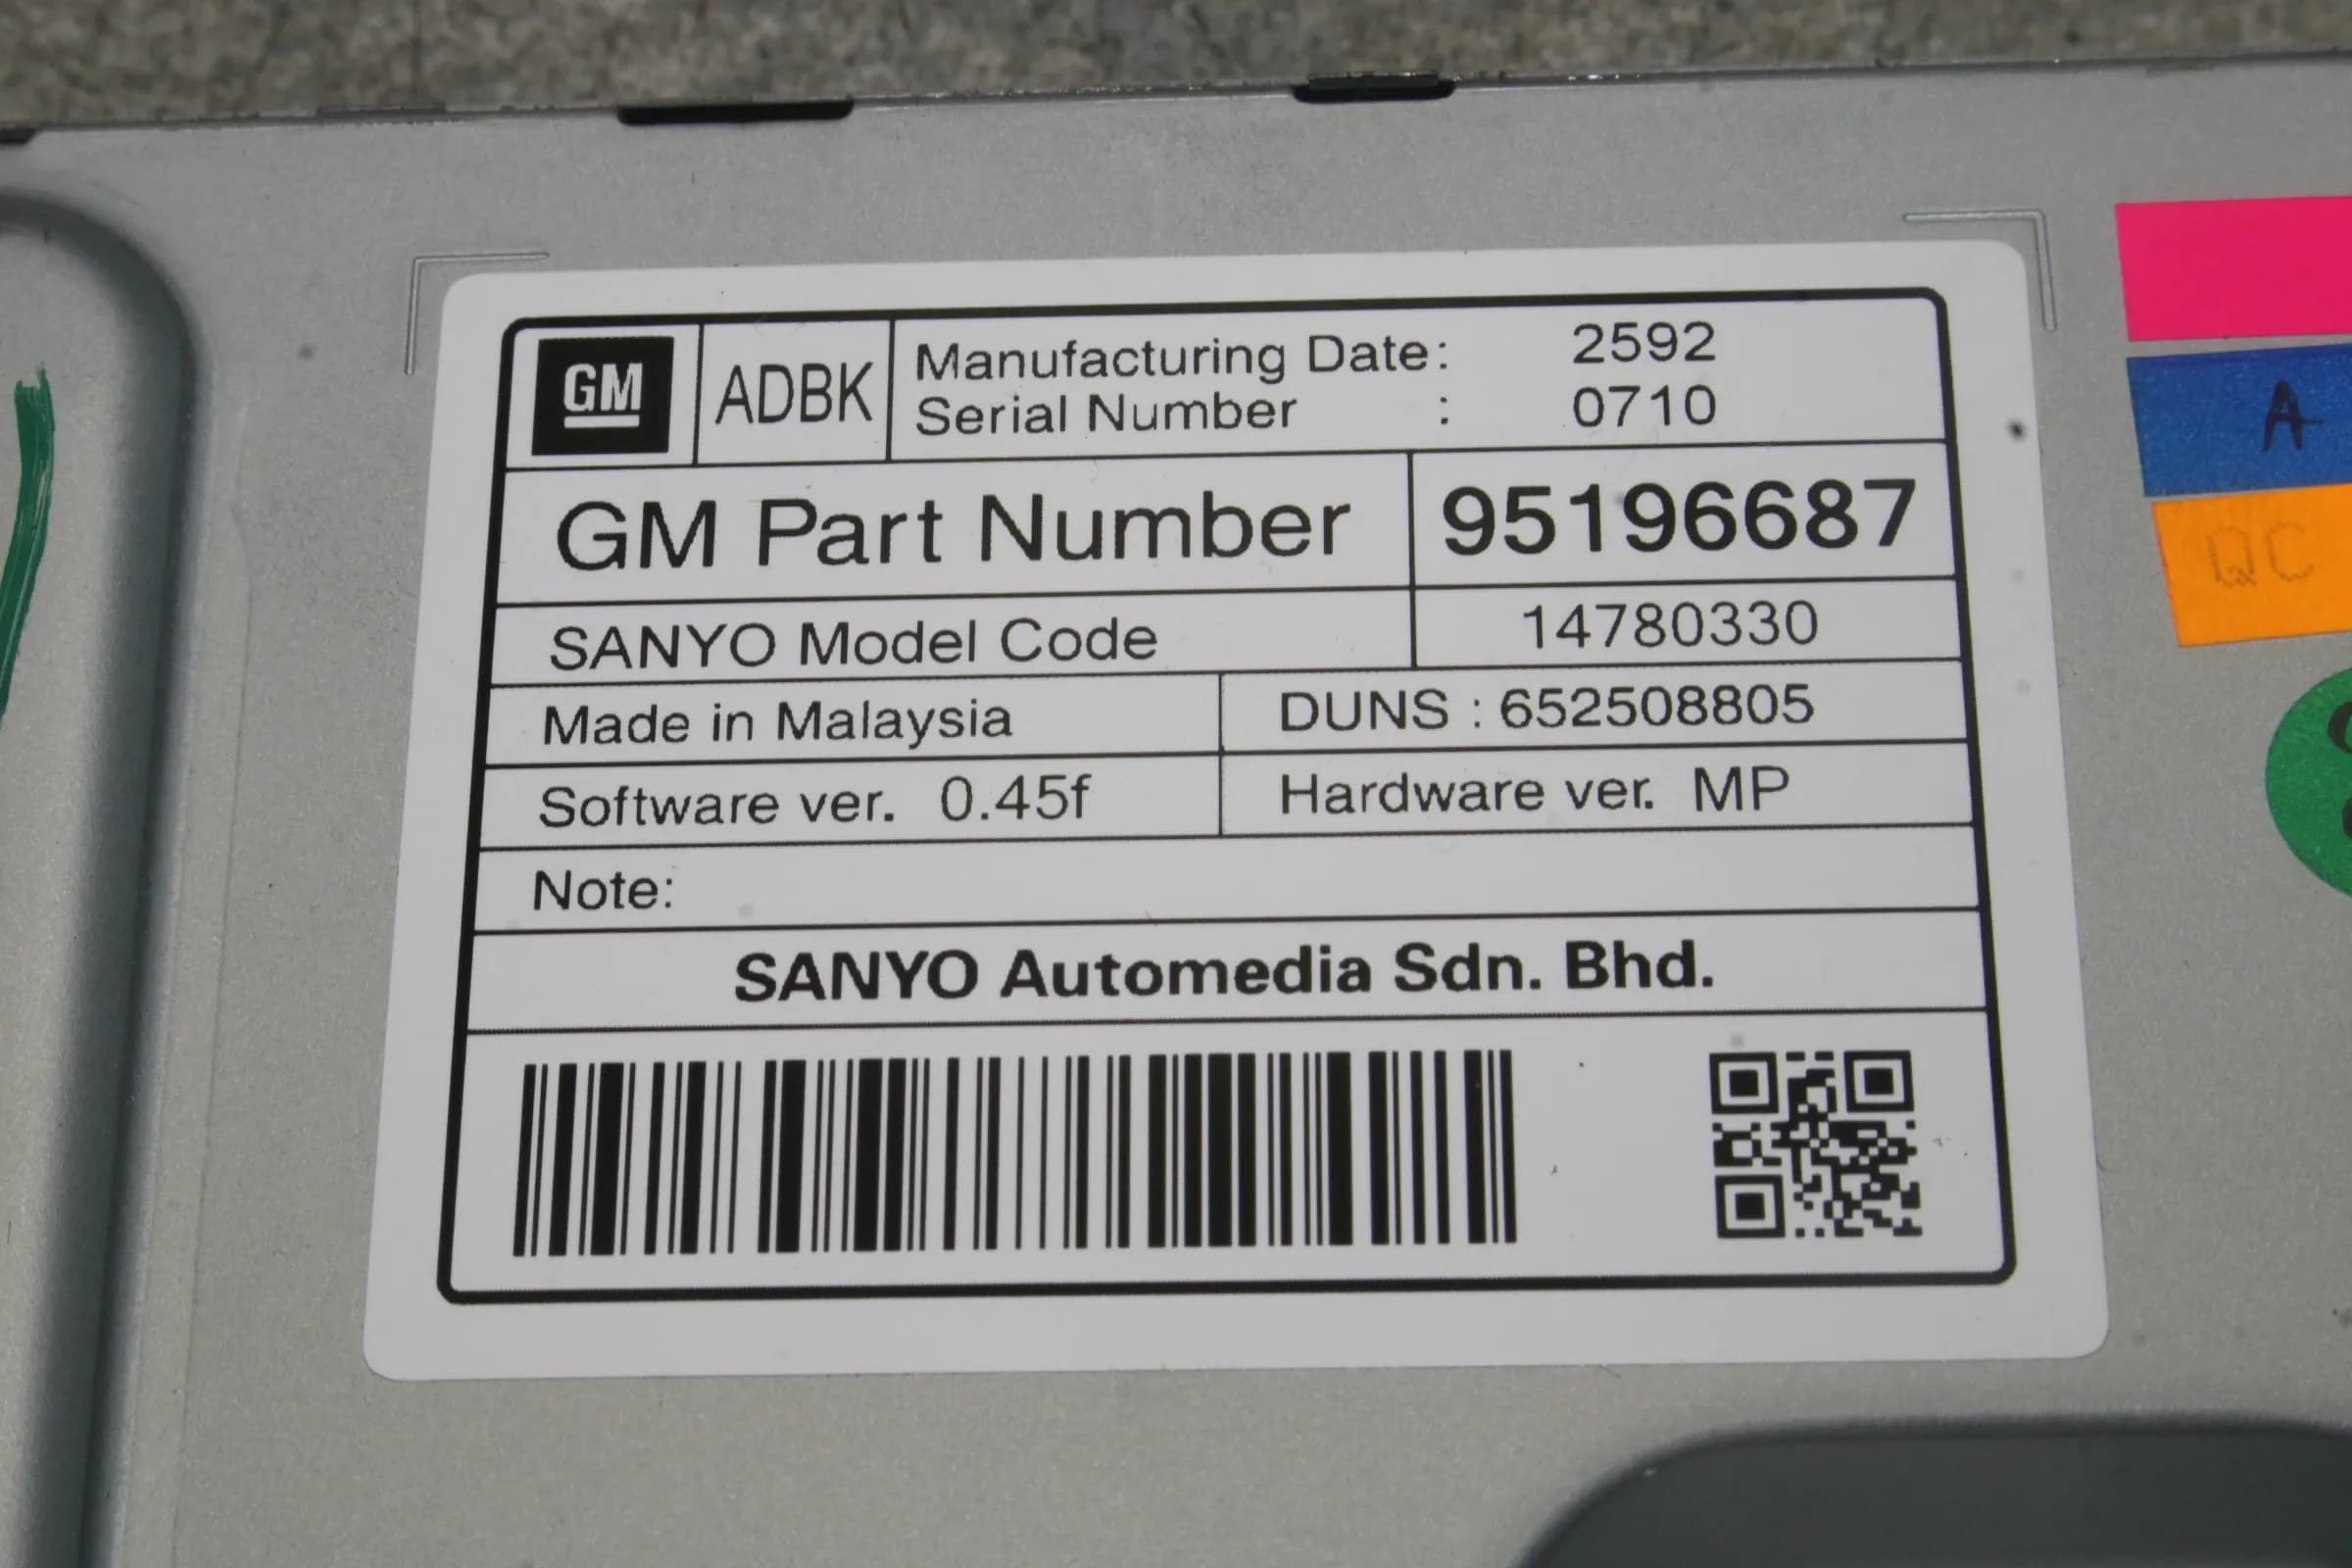 GM ADBK Manufacturing Date: 2592
Serial Number : 0710
GM Part Number 95196687
SANYO Model Code 14780330
Made in Malaysia DUNS : 652508805
Software ver. 0.45f Hardware ver. MP
Note:
SANYO Automedia Sdn. Bhd.
A
QC